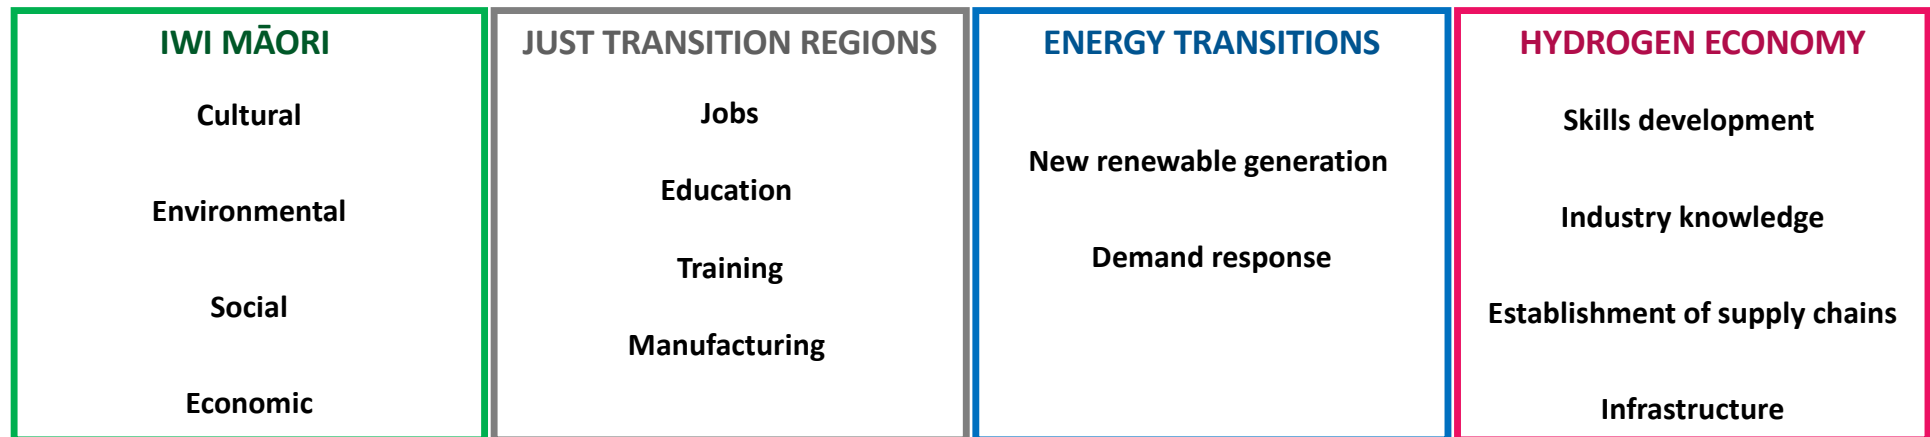 IWI MĀORI
Cultural
Environmental
Social
Economic
JUST TRANSITION REGIONS
Jobs
Education
Training
Manufacturing
ENERGY TRANSITIONS
New renewable generation
Demand response
HYDROGEN ECONOMY
Skills development
Industry knowledge
Establishment of supply chains
Infrastructure